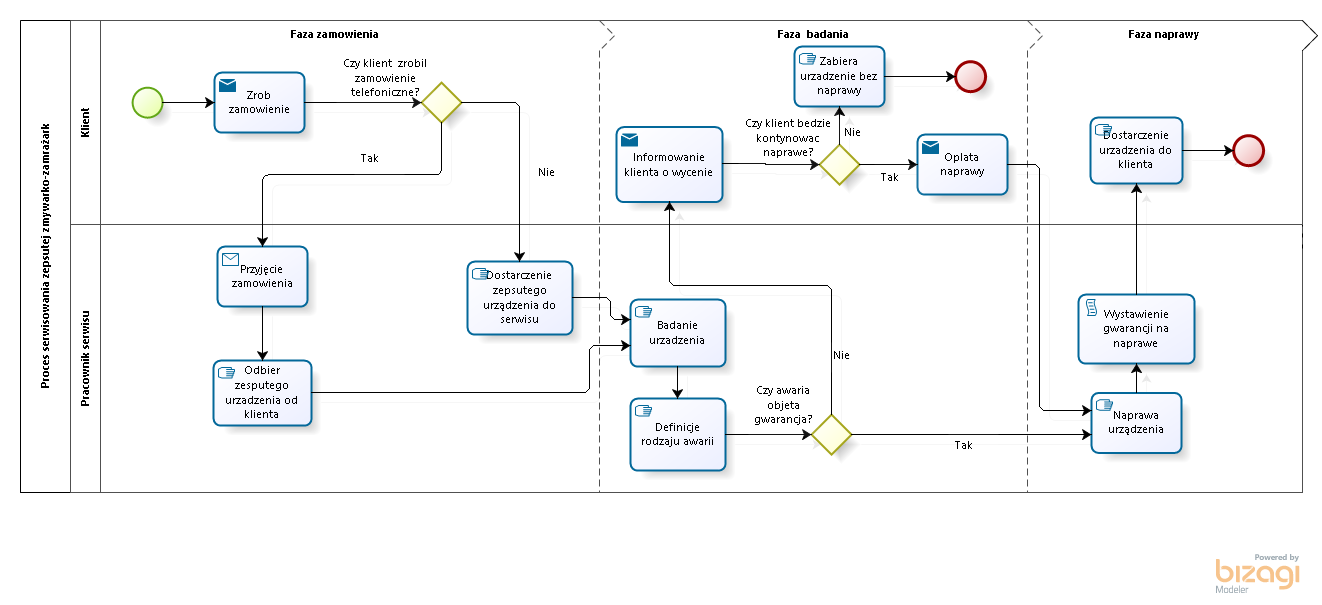 Proces serwisowania zepsutej zmywarko-zamrażark
Klient
Pracownik serwisu
Faza zamowienia
Faza badania
Faza naprawy
Zrob
zamowienie
Czy klient zrobil
zamowienie
telefoniczne?
Tak
Nie
Przyjęcie
zamowienia
Odbier
zesputego
urzadzenia od
klienta
Dostarczenie
zepsutego
urządzenia do
serwisu
Informowanie
klienta o wycenie
Czy klient bedzie
kontynowac
naprawe?
Zabiera
urzadzenie bez
naprawy
Nie
Tak
Oplata
naprawy
Badanie
urzadzenia
Definicje
rodzaju awarii
Czy awaria
objeta
gwarancja?
Nie
Tak
Dostarczenie
urządzenia do
klienta
Wystawienie
gwarancji na
naprawe
Naprawa
urządzenia
Powered by
bizagi
Modeler